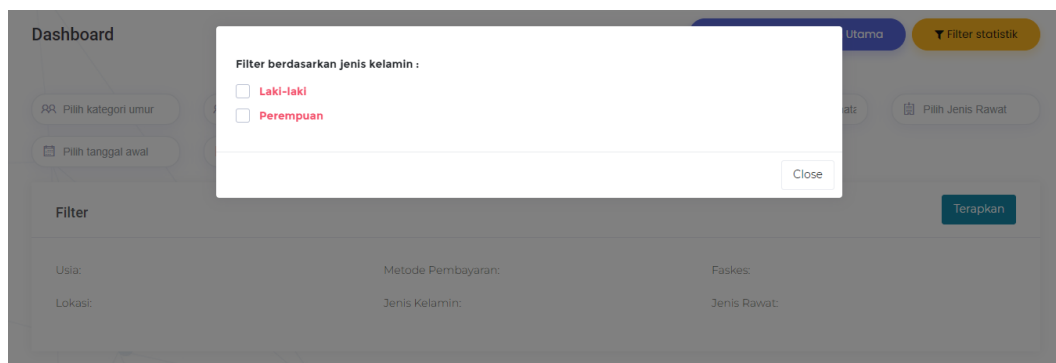 Dashboard
Utama
Filter statistik
Filter berdasarkan jenis kelamin :
Laki-laki
Perempuan
Close
Pilih kategori umur
Pilih Jenis Rawat
Pilih tanggal awal
Filter
Terapkan
Usia:
Metode Pembayaran:
Faskes:
Lokasi:
Jenis Kelamin:
Jenis Rawat: